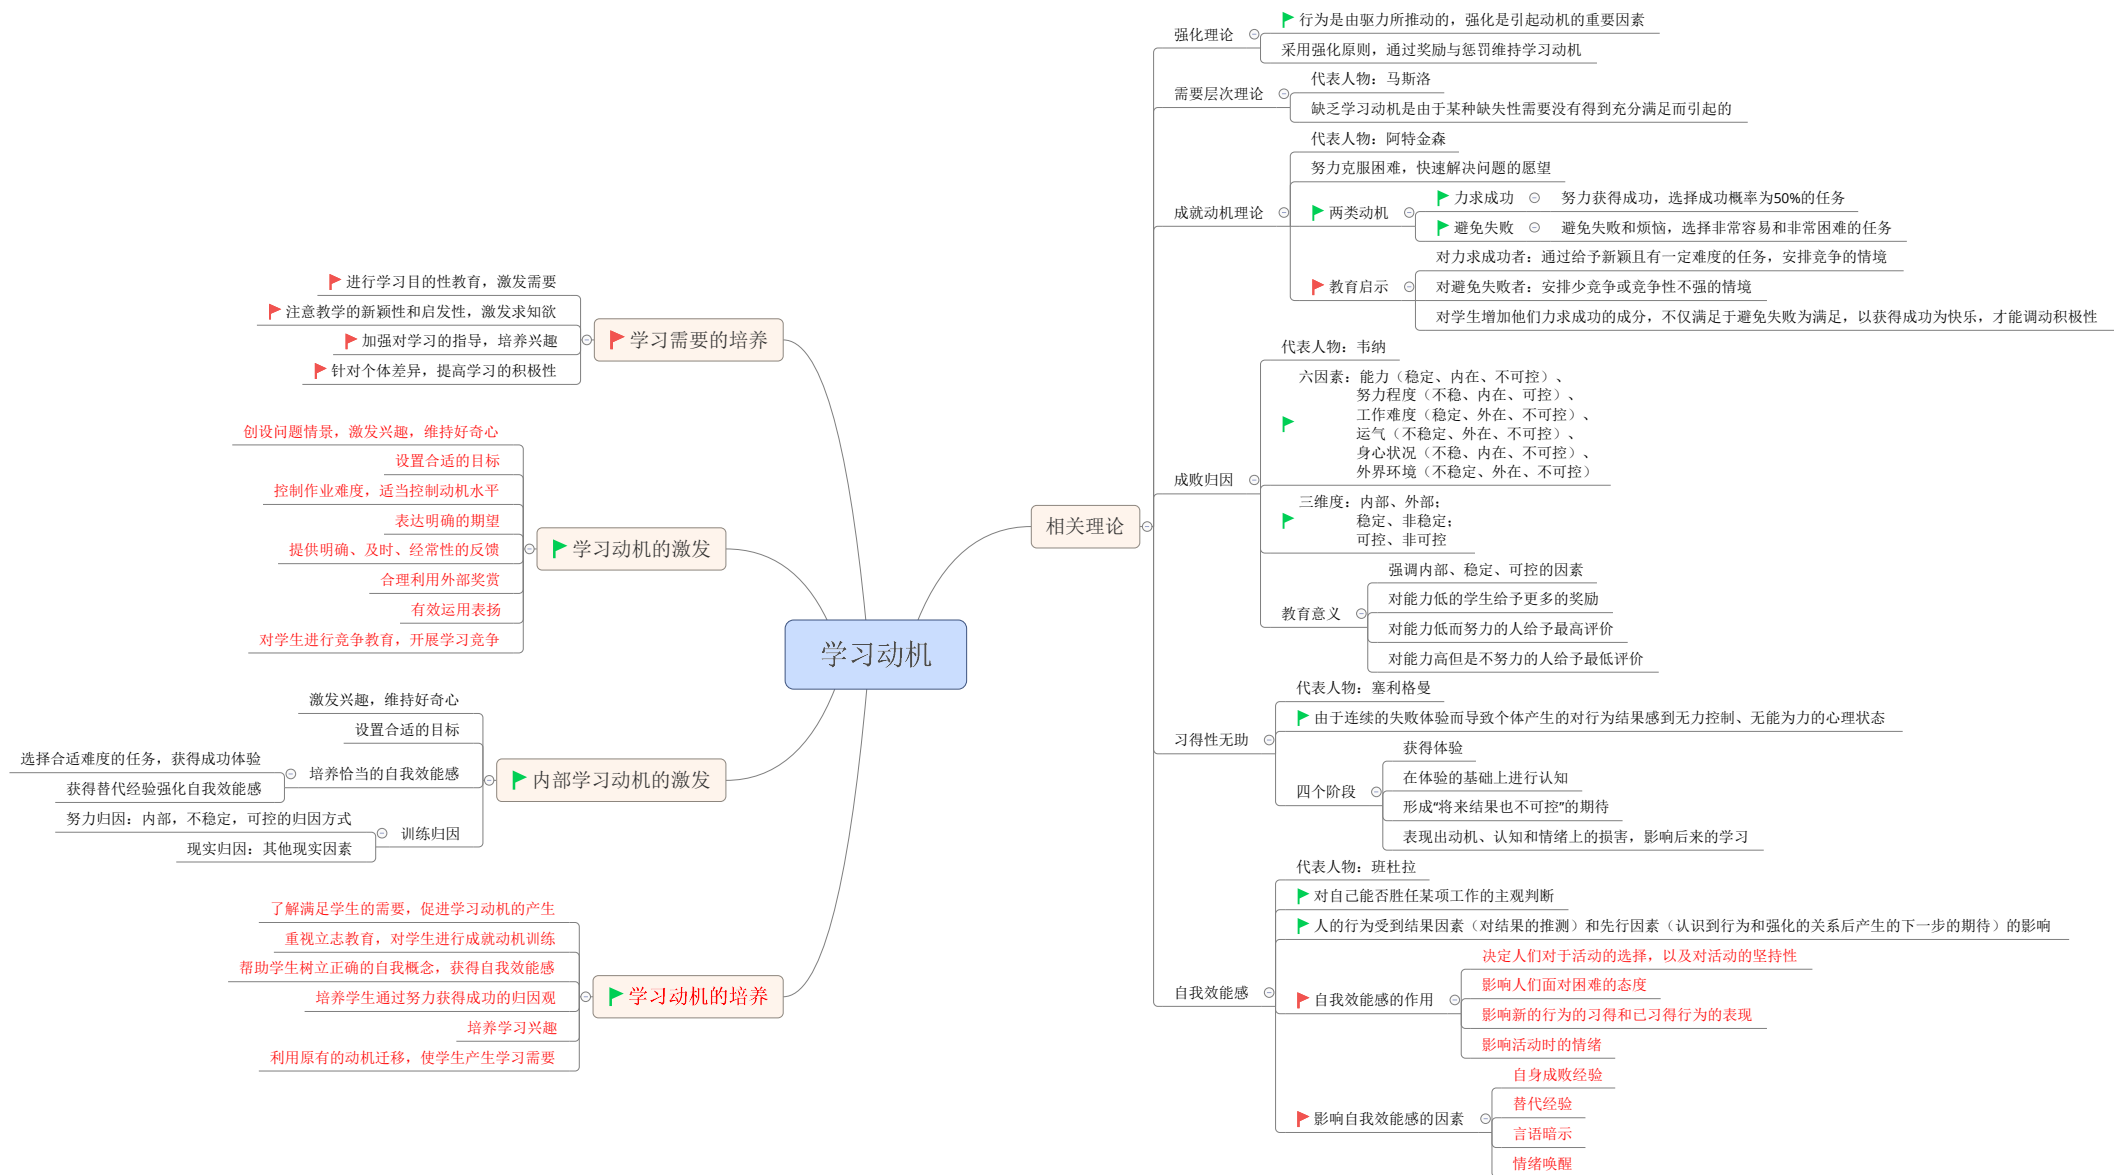 学习动机
相关理论
强化理论
行为是由驱力所推动的，强化是引起动机的重要因素
采用强化原则，通过奖励与惩罚维持学习动机
需要层次理论
代表人物：马斯洛
缺乏学习动机是由于某种缺失性需要没有得到充分满足而引起的
成就动机理论
代表人物：阿特金森
努力克服困难，快速解决问题的愿望
两类动机
力求成功
努力获得成功，选择成功概率为50%的任务
避免失败
避免失败和烦恼，选择非常容易和非常困难的任务
教育启示
对力求成功者：通过给予新颖且有一定难度的任务，安排竞争的情境
对避免失败者：安排少竞争或竞争性不强的情境
对学生增加他们力求成功的成分，不仅满足于避免失败为满足，以获得成功为快乐，才能调动积极性
成败归因
代表人物：韦纳
六因素：能力（稳定、内在、不可控）、
努力程度（不稳、内在、可控）、
工作难度（稳定、外在、不可控）、
运气（不稳定、外在、不可控）、
身心状况（不稳、内在、不可控）、
外界环境（不稳定、外在、不可控）
三维度：内部、外部；
稳定、非稳定；
可控、非可控
教育意义
强调内部、稳定、可控的因素
对能力低的学生给予更多的奖励
对能力低而努力的人给予最高评价
对能力高但是不努力的人给予最低评价
习得性无助
代表人物：塞利格曼
由于连续的失败体验而导致个体产生的对行为结果感到无力控制、无能为力的心理状态
四个阶段
获得体验
在体验的基础上进行认知
形成“将来结果也不可控”的期待
表现出动机、认知和情绪上的损害，影响后来的学习
自我效能感
代表人物：班杜拉
对自己能否胜任某项工作的主观判断
人的行为受到结果因素（对结果的推测）和先行因素（认识到行为和强化的关系后产生的下一步的期待）的影响
自我效能感的作用
决定人们对于活动的选择，以及对活动的坚持性
影响人们面对困难的态度
影响新的行为的习得和已习得行为的表现
影响活动时的情绪
影响自我效能感的因素
自身成败经验
替代经验
言语暗示
情绪唤醒
学习需要的培养
进行学习目的性教育，激发需要
注意教学的新颖性和启发性，激发求知欲
加强对学习的指导，培养兴趣
针对个体差异，提高学习的积极性
学习动机的激发
创设问题情景，激发兴趣，维持好奇心
设置合适的目标
控制作业难度，适当控制动机水平
表达明确的期望
提供明确、及时、经常性的反馈
合理利用外部奖赏
有效运用表扬
对学生进行竞争教育，开展学习竞争
内部学习动机的激发
激发兴趣，维持好奇心
设置合适的目标
培养恰当的自我效能感
选择合适难度的任务，获得成功体验
获得替代经验强化自我效能感
训练归因
努力归因：内部，不稳定，可控的归因方式
现实归因：其他现实因素
学习动机的培养
了解满足学生的需要，促进学习动机的产生
重视立志教育，对学生进行成就动机训练
帮助学生树立正确的自我概念，获得自我效能感
培养学生通过努力获得成功的归因观
培养学习兴趣
利用原有的动机迁移，使学生产生学习需要